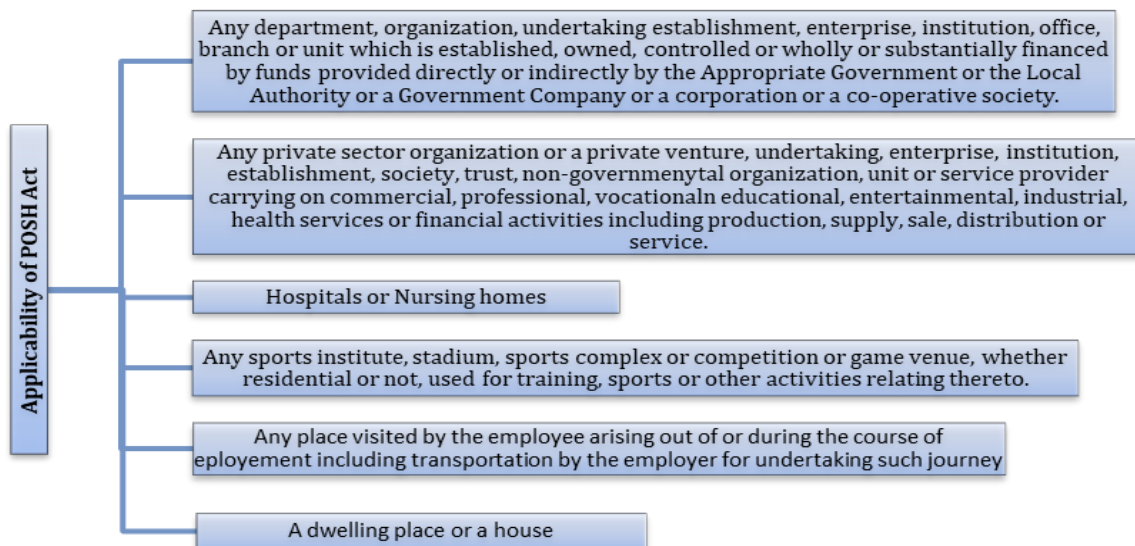 Applicability of POSH Act
Any department, organization, undertaking establishment, enterprise, institution, office,
branch or unit which is established, owned, controlled or wholly or substantially financed
by funds provided directly or indirectly by the Appropriate Government or the Local
Authority or a Government Company or a corporation or a co-operative society.
Any private sector organization or a private venture, undertaking, enterprise, institution,
establishment, society, trust, non-governmenytal organization, unit or service provider
carrying on commercial, professional, vocationaln educational, entertainmental, industrial,
health services or financial activities including production, supply, sale, distribution or
service.
Hospitals or Nursing homes
Any sports institute, stadium, sports complex or competition or game venue, whether
residential or not, used for training, sports or other activities relating thereto.
Any place visited by the employee arising out of or during the course of
eployement including transportation by the employer for undertaking such journey
A dwelling place or a house